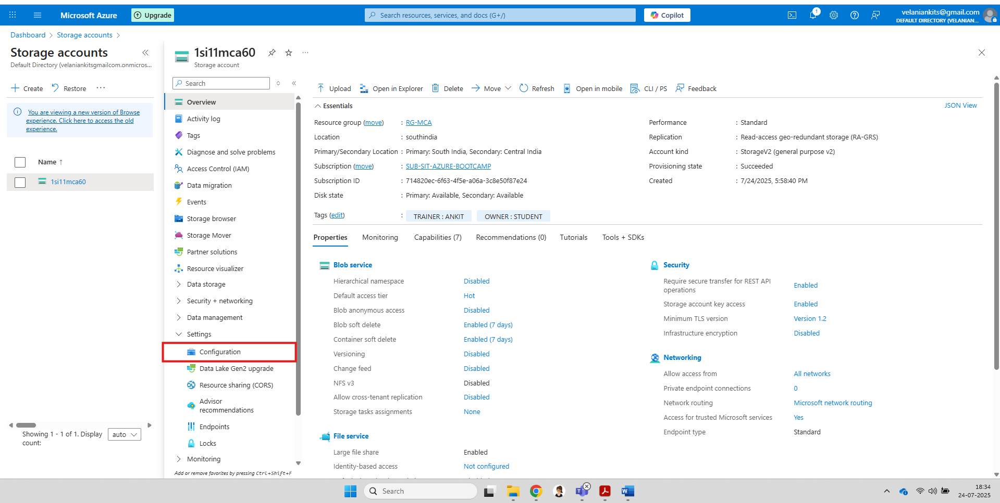 Microsoft Azure
Upgrade
Search resources, services, and docs (G+/)
Copilot
1
velaniankits@gmail.com
DEFAULT DIRECTORY (VELANIAN...
Dashboard > Storage accounts >
Storage accounts
Default Directory (velaniankitsgmailcom.onmicros...
Create
Restore
...
You are viewing a new version of Browse
experience. Click here to access the old
experience.
Name ↑
1si11mca60
Showing 1 - 1 of 1. Display
count:
auto
1si11mca60
Storage account
Search
Overview
Activity log
Tags
Diagnose and solve problems
Access Control (IAM)
Data migration
Events
Storage browser
Storage Mover
Partner solutions
Resource visualizer
Data storage
Security + networking
Data management
Settings
Configuration
Data Lake Gen2 upgrade
Resource sharing (CORS)
Advisor
recommendations
Endpoints
Locks
Monitoring
Add or remove favorites by pressing Ctrl+Shift+F
Upload
Open in Explorer
Delete
Move
Refresh
Open in mobile
CLI / PS
Feedback
Essentials
JSON View
Resource group (move) : RG-MCA
Location : southindia
Primary/Secondary Location : Primary: South India, Secondary: Central India
Subscription (move) : SUB-SIT-AZURE-BOOTCAMP
Subscription ID : 714820ec-6f63-4f5e-a06a-3c8e50f87e24
Disk state : Primary: Available, Secondary: Available
Tags (edit) : TRAINER : ANKIT OWNER : STUDENT
Performance : Standard
Replication : Read-access geo-redundant storage (RA-GRS)
Account kind : StorageV2 (general purpose v2)
Provisioning state : Succeeded
Created : 7/24/2025, 5:58:40 PM
Properties
Monitoring
Capabilities (7)
Recommendations (0)
Tutorials
Tools + SDKs
Blob service
Hierarchical namespace Disabled
Default access tier Hot
Blob anonymous access Disabled
Blob soft delete Enabled (7 days)
Container soft delete Enabled (7 days)
Versioning Disabled
Change feed Disabled
NFS v3 Disabled
Allow cross-tenant replication Disabled
Storage tasks assignments None
File service
Large file share Enabled
Identity-based access Not configured
Security
Require secure transfer for REST API
operations Enabled
Storage account key access Enabled
Minimum TLS version Version 1.2
Infrastructure encryption Disabled
Networking
Allow access from All networks
Private endpoint connections 0
Network routing Microsoft network routing
Access for trusted Microsoft services Yes
Endpoint type Standard
Search
18:34
24-07-2025